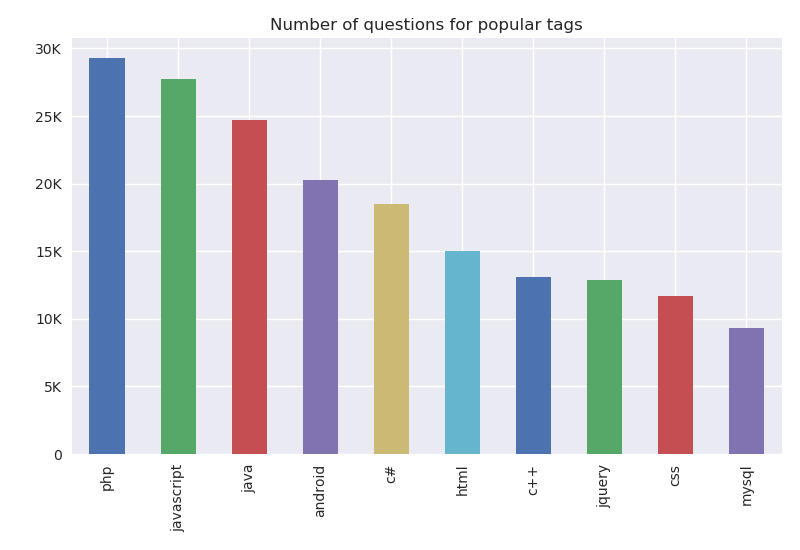 Number of questions for popular tags
30K
25K
20K
15K
10K
5K
0
php
javascript
java
android
c#
html
c++
jquery
css
mysql